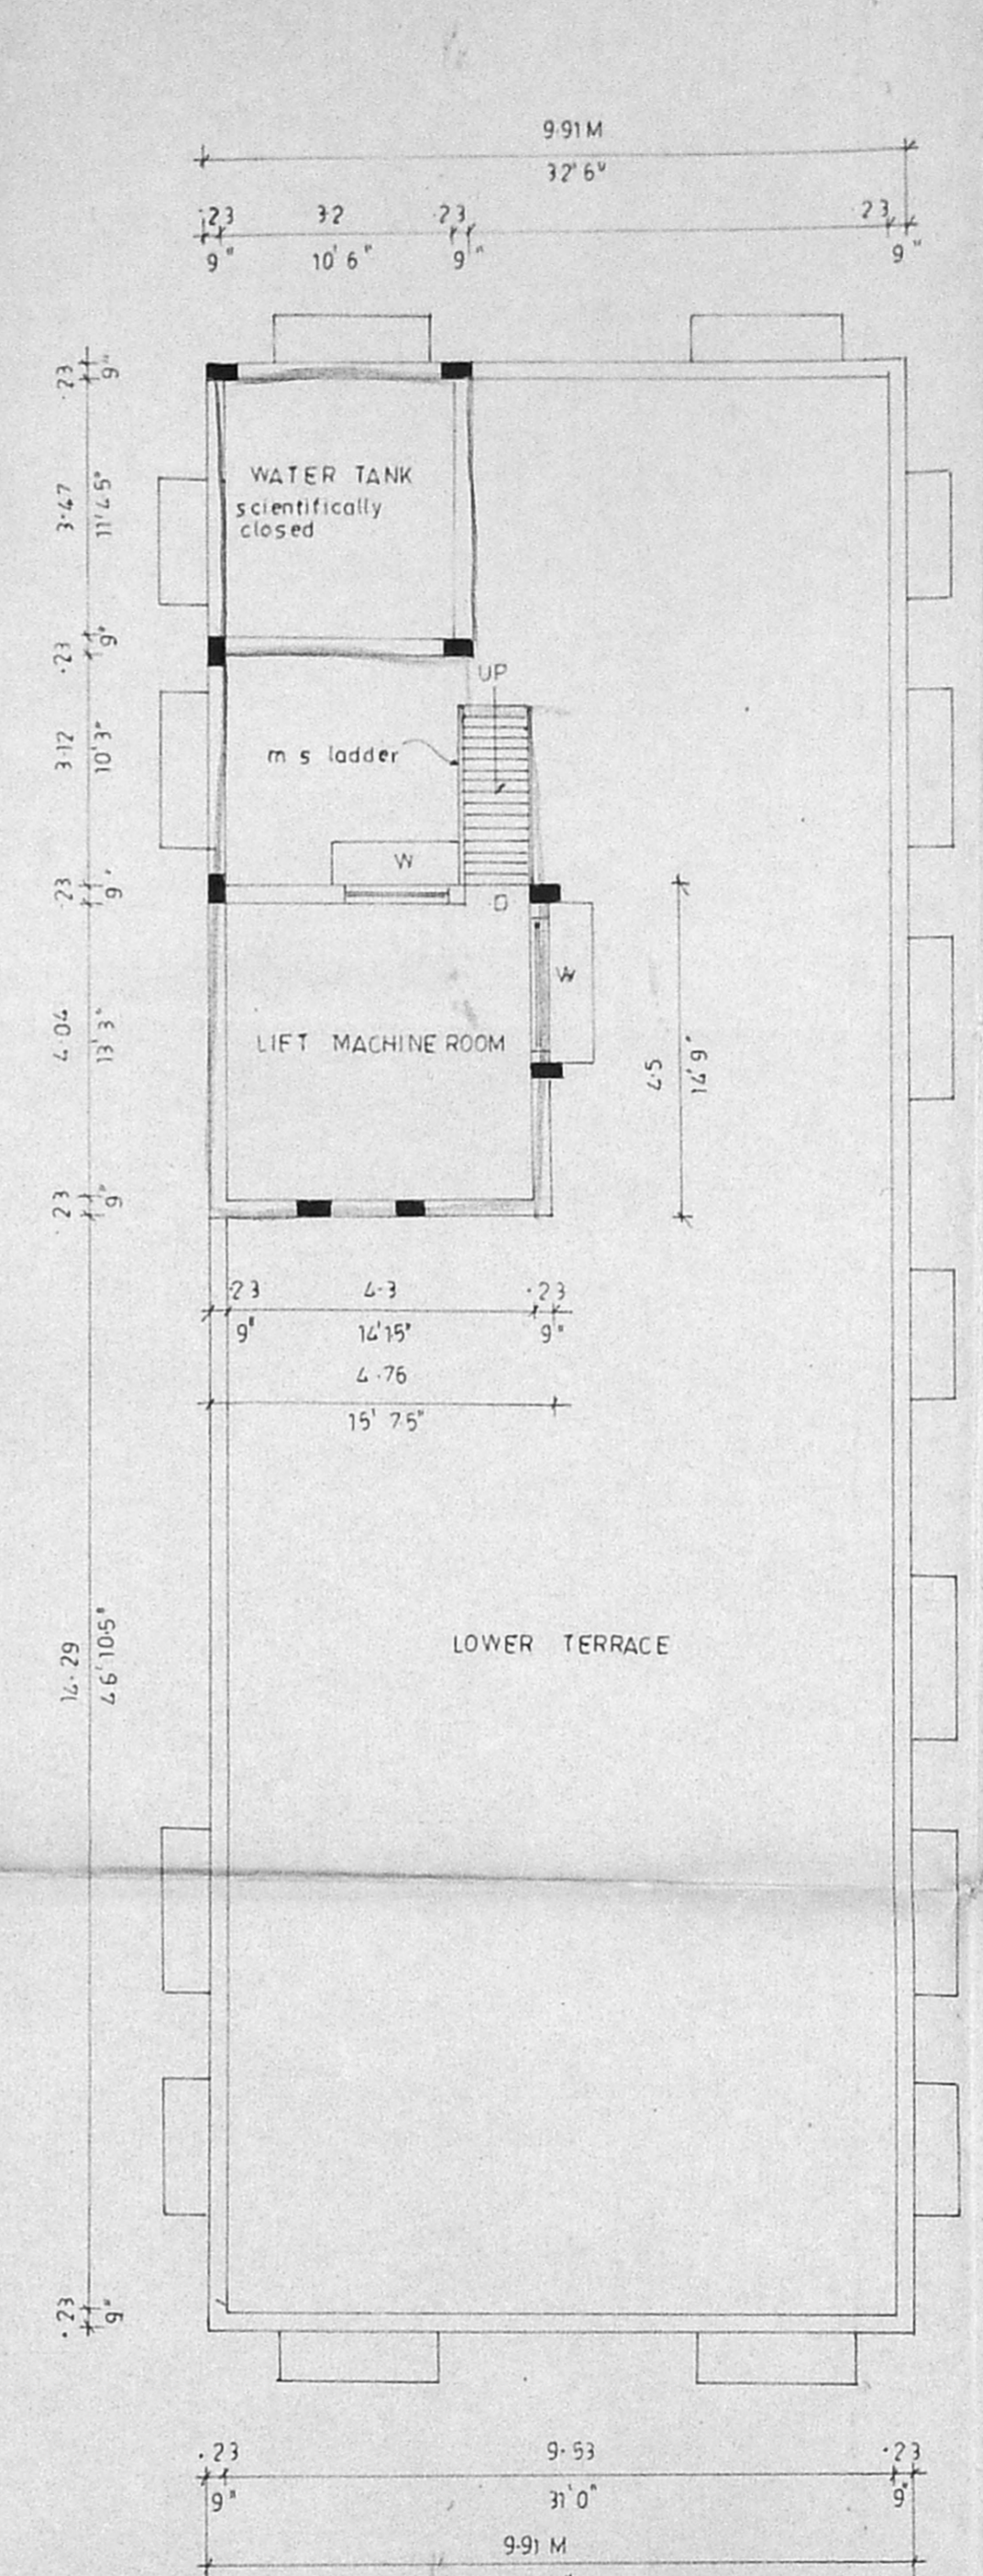 9.91 M
32' 6"
.23 3.2 .23 .23
9" 10' 6" 9" 9"
.23
9"
WATER TANK
scientifically
closed
3.47
11'4.5"
.23
9"
UP
3.12
10'3"
m s ladder
W
.23
9"
D
W
4.04
13'3"
LIFT MACHINE ROOM
4.5
14'9"
.23
9"
.23 4.3 .23
9" 14'1.5" 9"
4.76
15' 7.5"
LOWER TERRACE
14.29
46'10.5"
.23
9"
.23 9.53 .23
9" 31'0" 9"
9.91 M